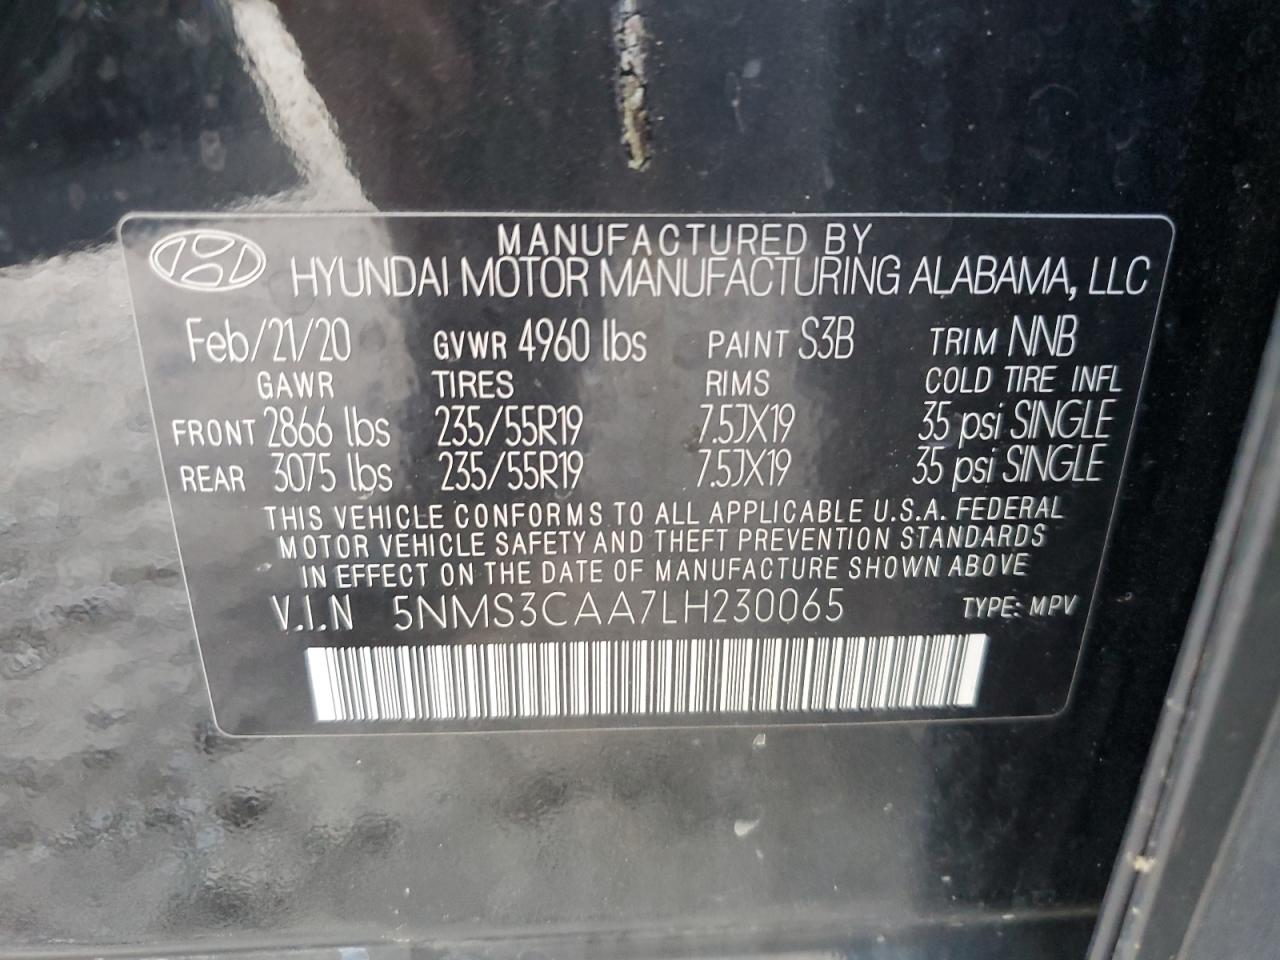 MANUFACTURED BY
HYUNDAI MOTOR MANUFACTURING ALABAMA, LLC
Feb/21/20 GVWR 4960 lbs PAINT S3B TRIM NNB
GAWR TIRES RIMS COLD TIRE INFL
FRONT 2866 lbs 235/55R19 7.5JX19 35 psi SINGLE
REAR 3075 lbs 235/55R19 7.5JX19 35 psi SINGLE
THIS VEHICLE CONFORMS TO ALL APPLICABLE U.S.A. FEDERAL
MOTOR VEHICLE SAFETY AND THEFT PREVENTION STANDARDS
IN EFFECT ON THE DATE OF MANUFACTURE SHOWN ABOVE
V.I.N 5NMS3CAA7LH230065 TYPE: MPV